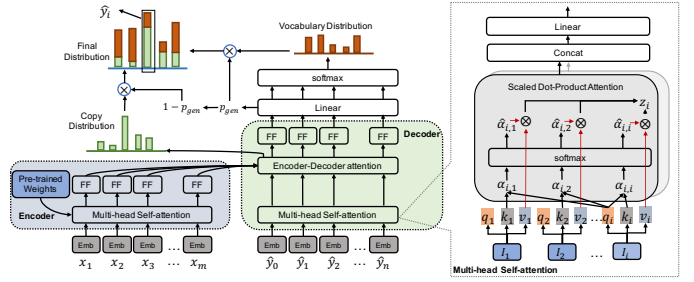 ŷ_i
Final
Distribution
Vocabulary Distribution
softmax
Linear
1 − p_gen
p_gen
Copy
Distribution
FF FF FF FF
Decoder
Encoder-Decoder attention
Multi-head Self-attention
Emb Emb Emb Emb
ŷ_0 ŷ_1 ŷ_2 ... ŷ_n
Pre-trained
Weights
FF FF FF FF
Encoder
Multi-head Self-attention
Emb Emb Emb ... Emb
x_1 x_2 x_3 ... x_m
Linear
Concat
Scaled Dot-Product Attention
z_i
α̂_{i,1} α̂_{i,2} α̂_{i,i}
softmax
α_{i,1} α_{i,2} α_{i,i}
q_1 k_1 v_1 q_2 k_2 v_2 ... q_i k_i v_i
I_1 I_2 ... I_i
Multi-head Self-attention